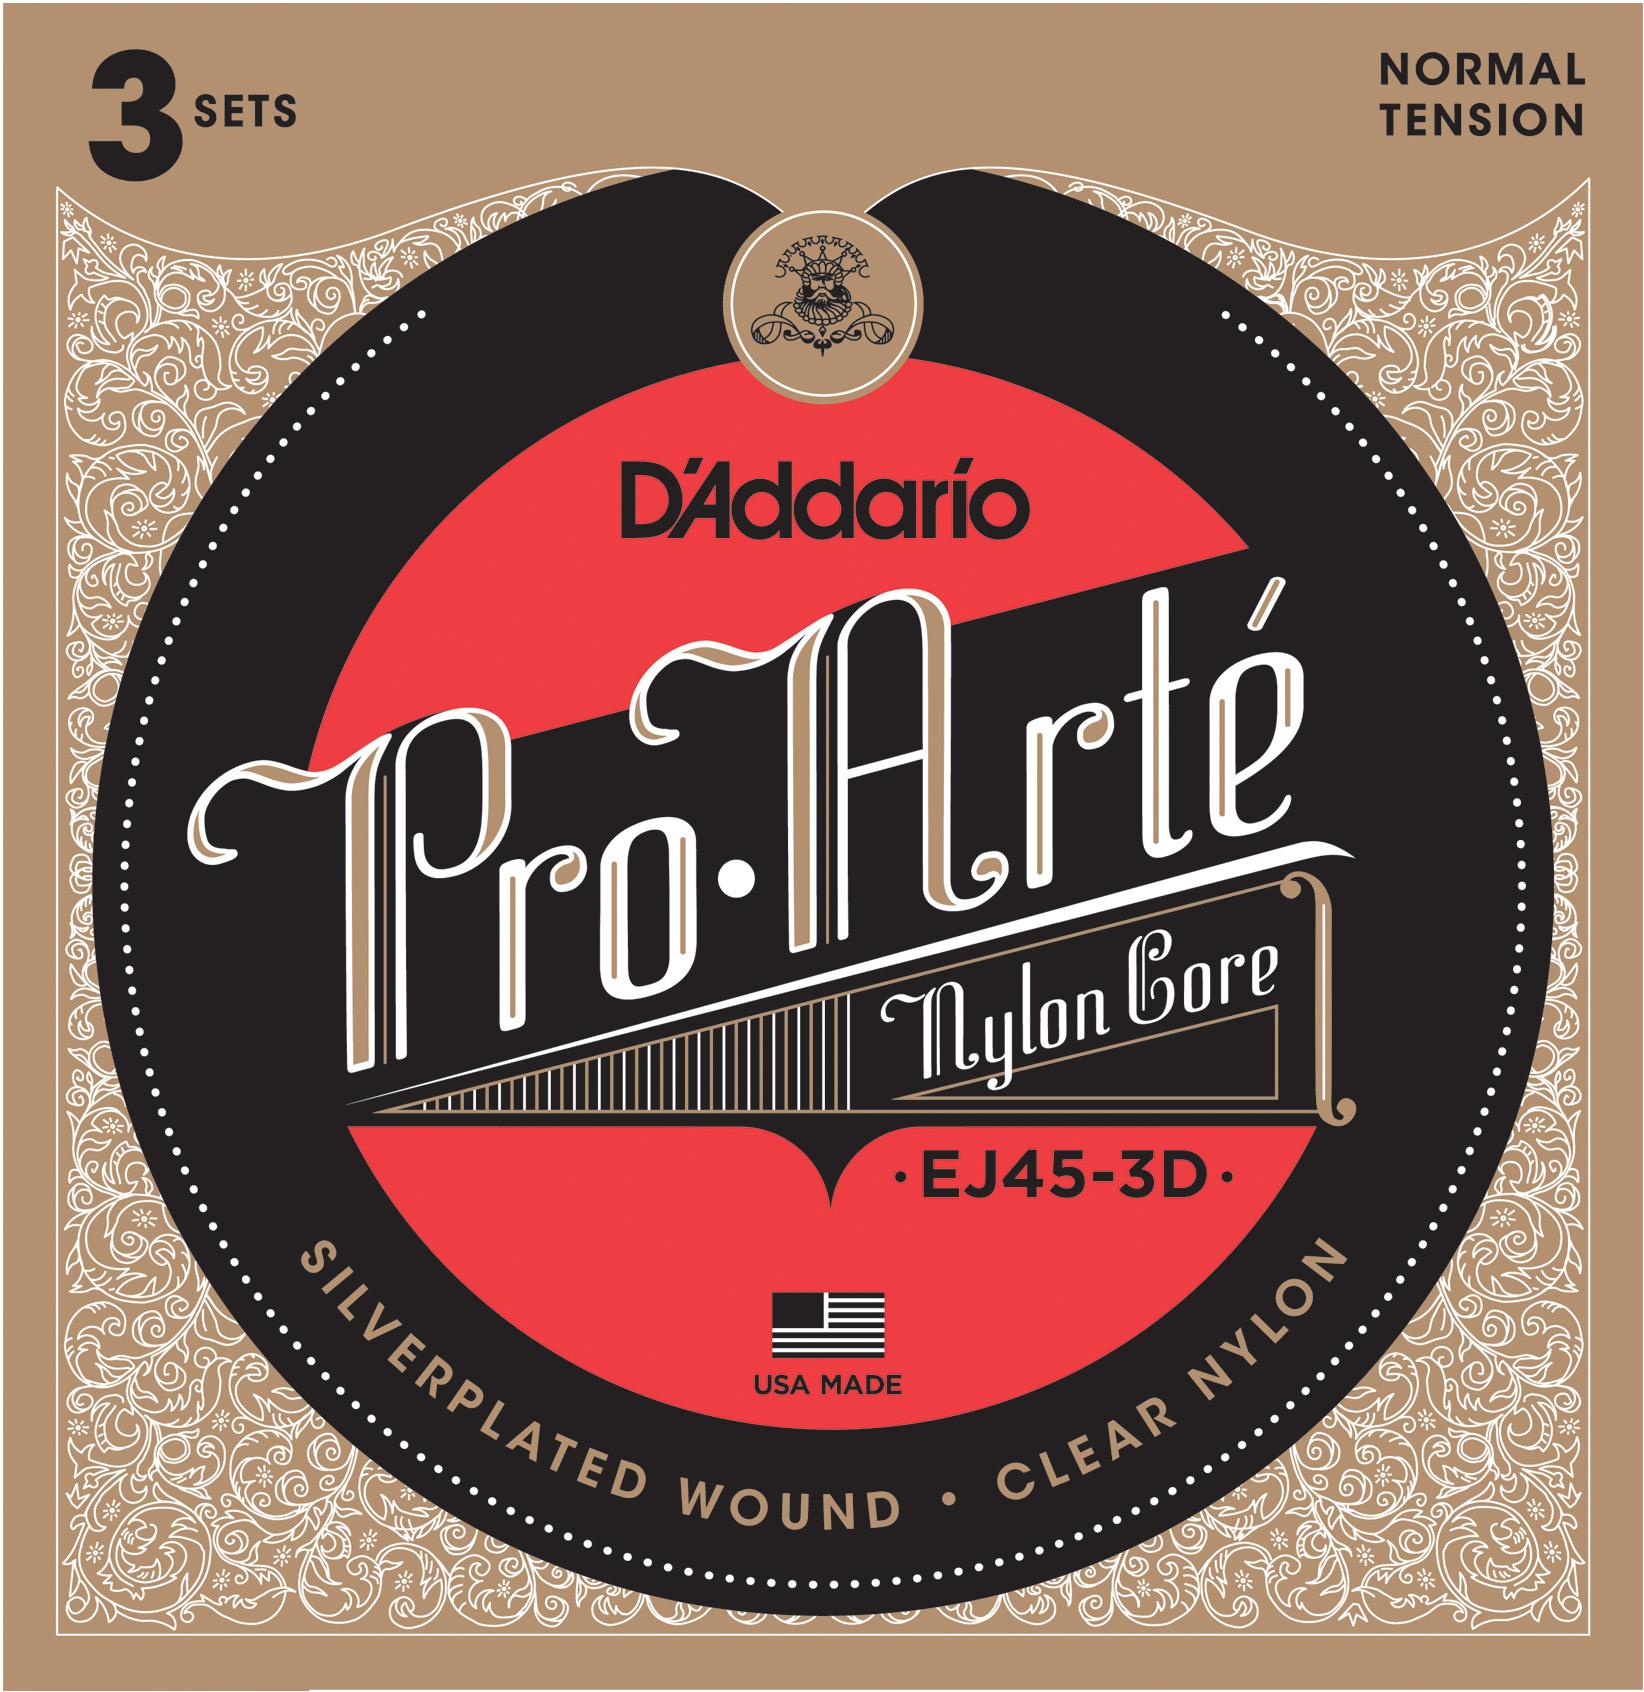 3 SETS
NORMAL
TENSION
D'Addario
Pro·Arté
Nylon Core
·EJ45-3D·
USA MADE
SILVERPLATED WOUND • CLEAR NYLON